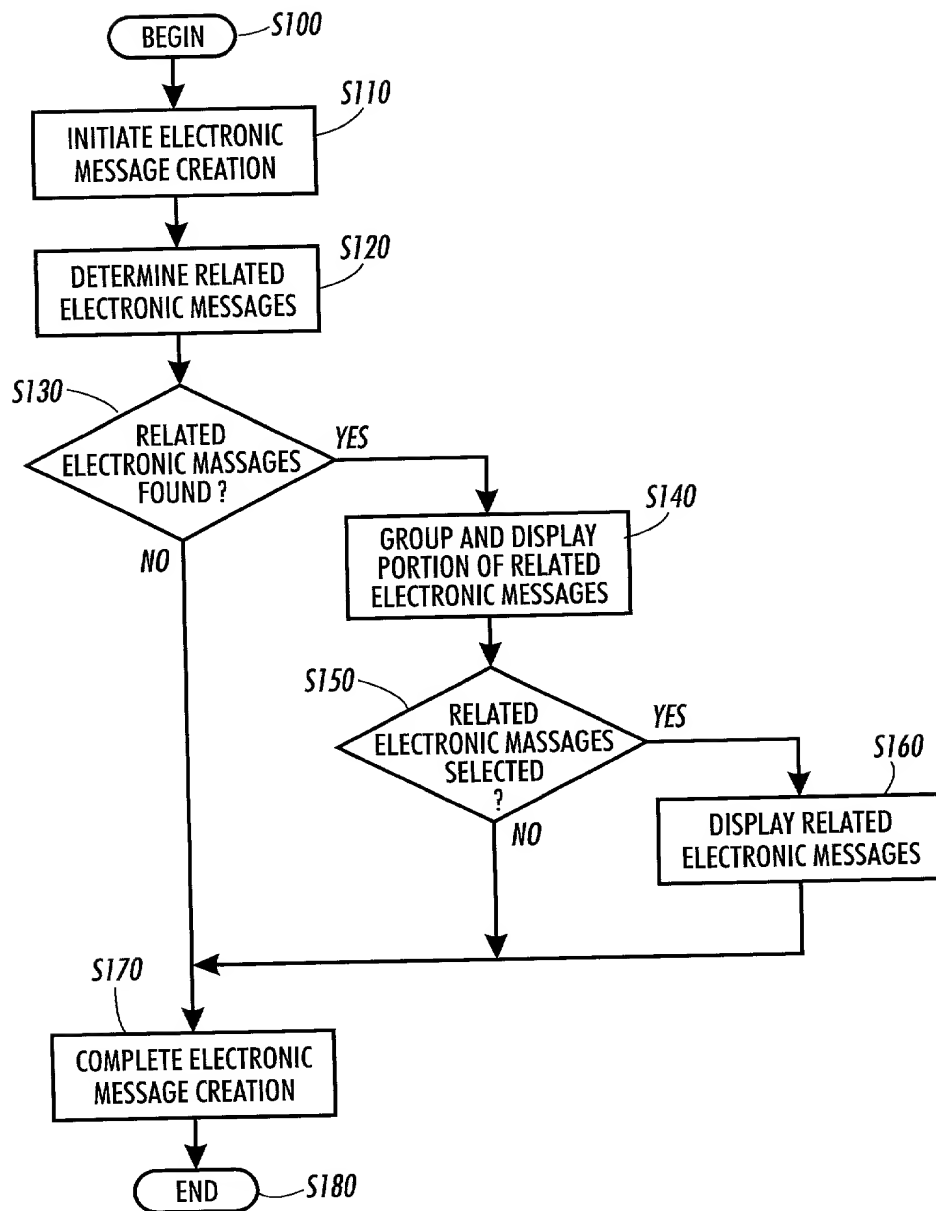 BEGIN
S100
S110
INITIATE ELECTRONIC
MESSAGE CREATION
S120
DETERMINE RELATED
ELECTRONIC MESSAGES
S130
RELATED
ELECTRONIC MASSAGES
FOUND ?
YES
NO
S140
GROUP AND DISPLAY
PORTION OF RELATED
ELECTRONIC MESSAGES
S150
RELATED
ELECTRONIC MASSAGES
SELECTED
?
YES
NO
S160
DISPLAY RELATED
ELECTRONIC MESSAGES
S170
COMPLETE ELECTRONIC
MESSAGE CREATION
END
S180